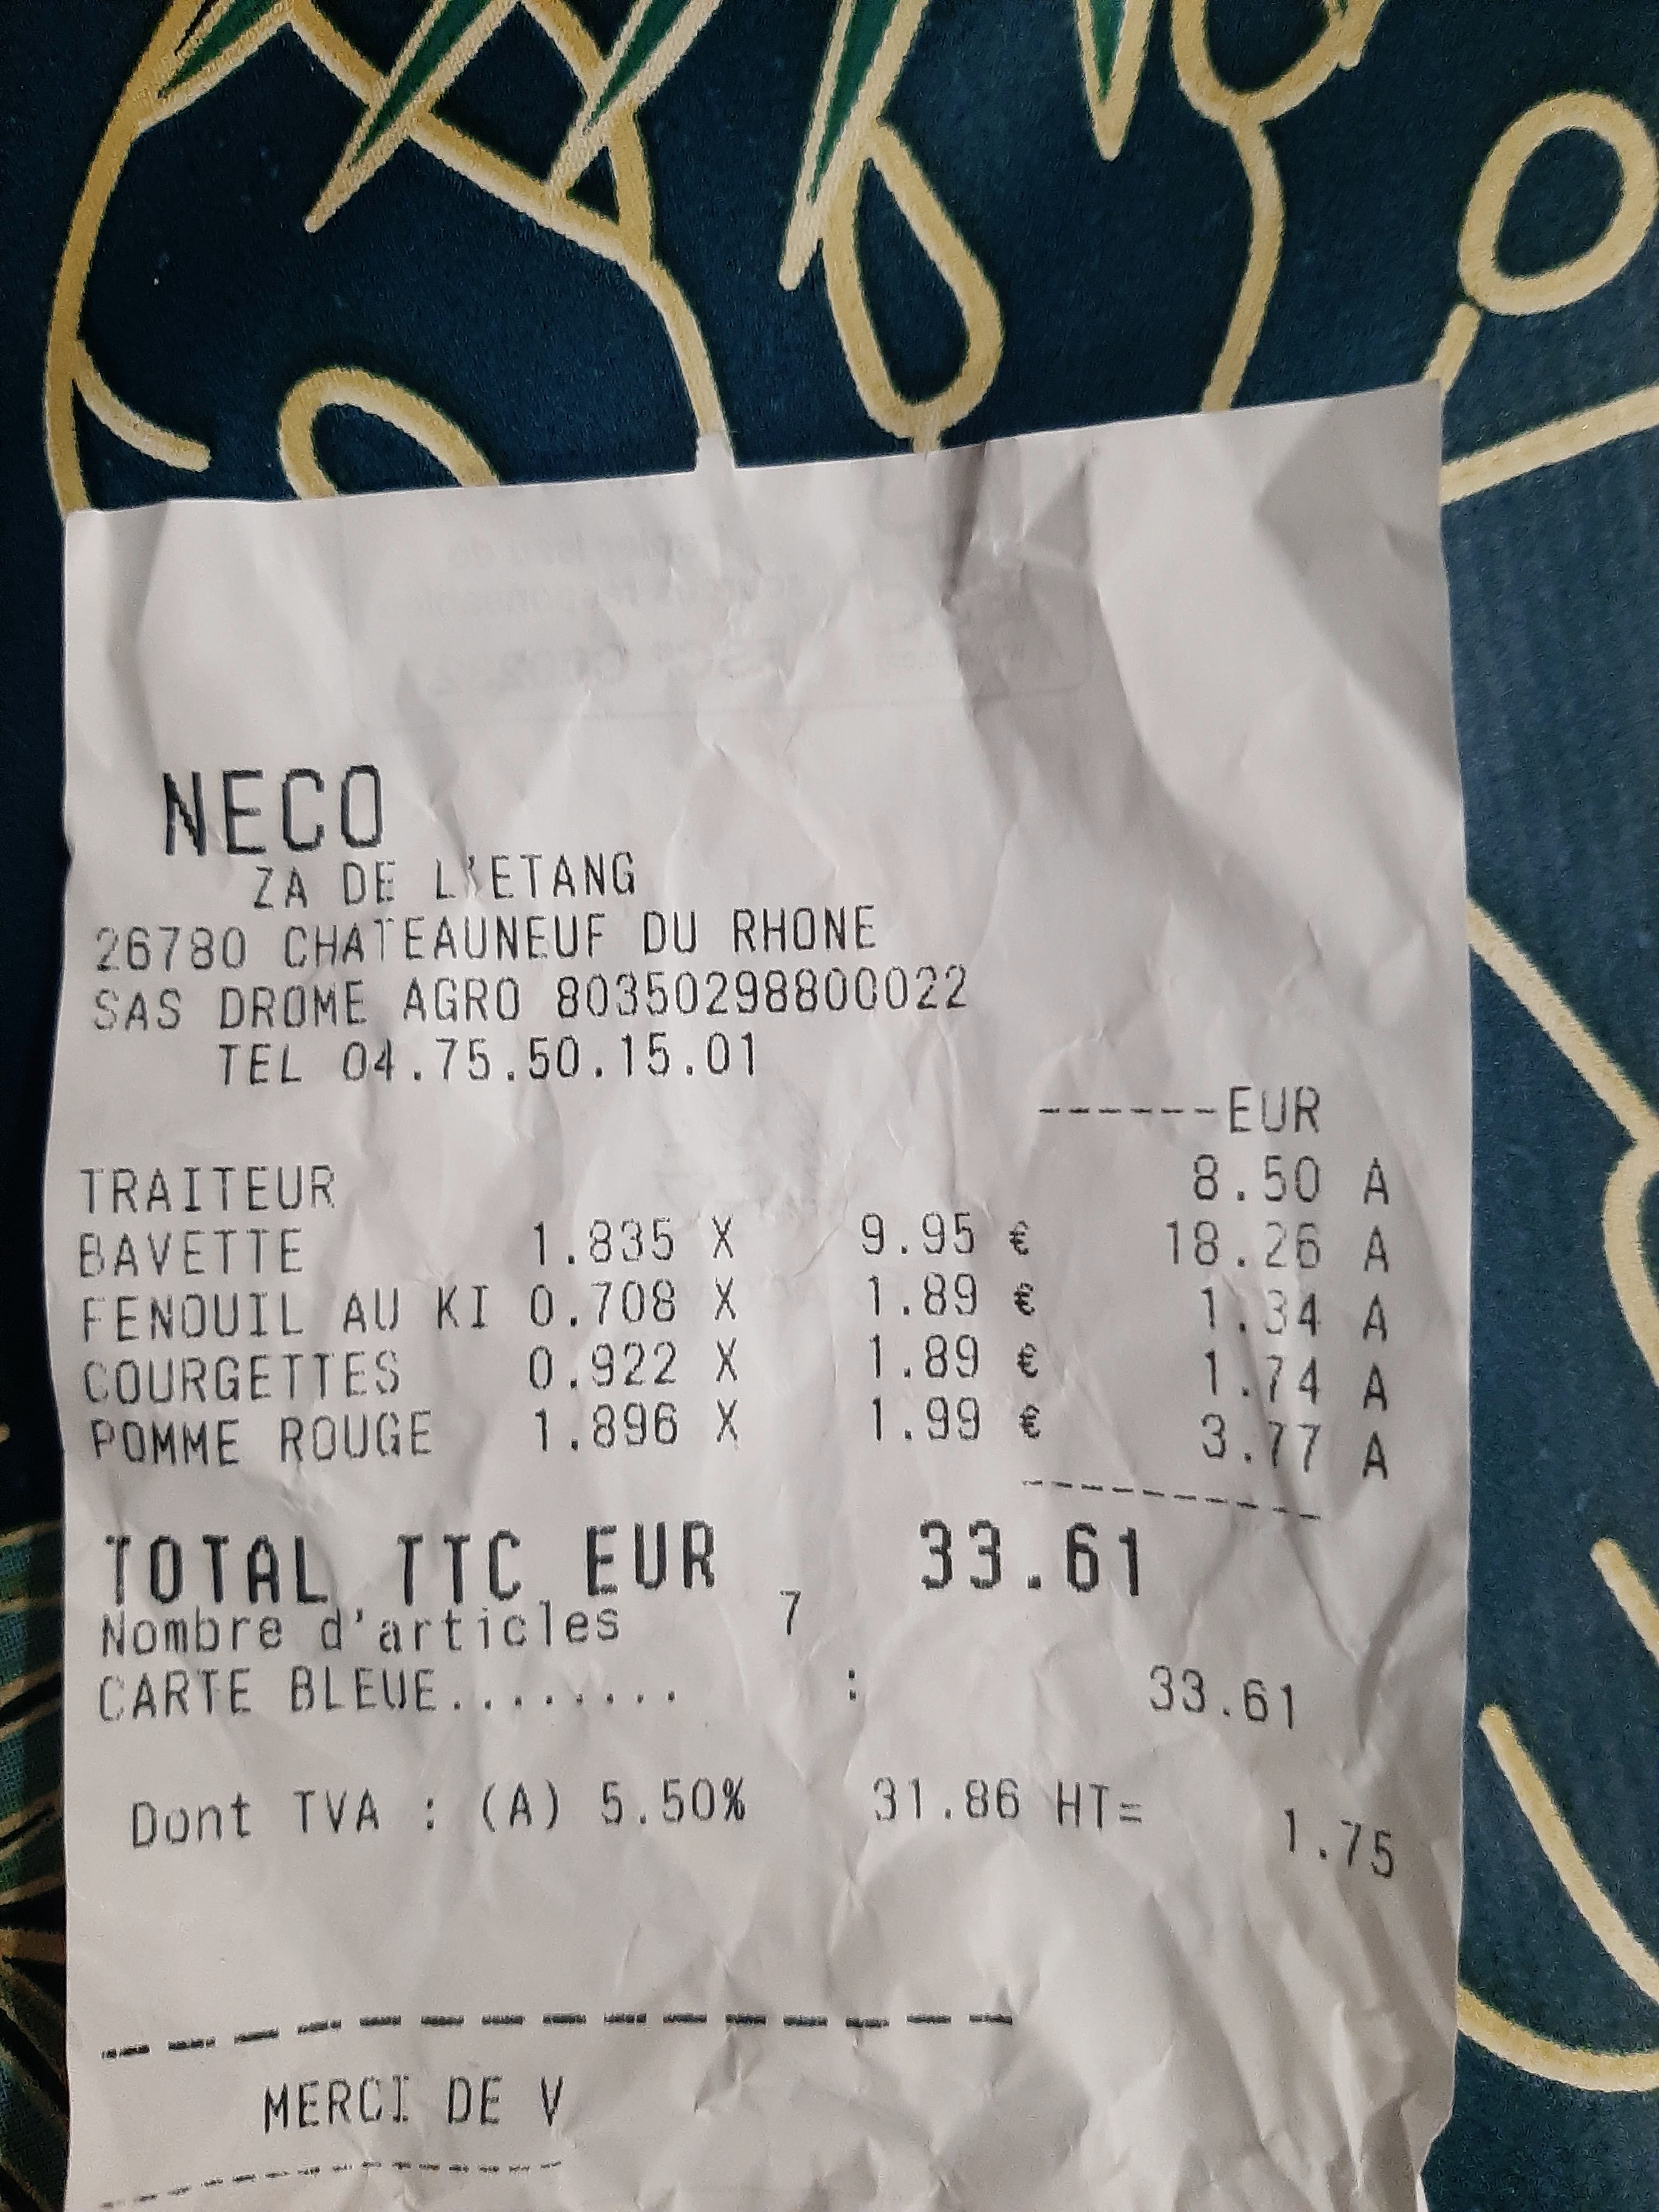 NECO
ZA DE L'ETANG
26780 CHATEAUNEUF DU RHONE
SAS DROME AGRO 80350298800022
TEL 04.75.50.15.01
------EUR
TRAITEUR 8.50 A
BAVETTE 1.835 X 9.95 € 18.26 A
FENOUIL AU KI 0.708 X 1.89 € 1.34 A
COURGETTES 0.922 X 1.89 € 1.74 A
POMME ROUGE 1.896 X 1.99 € 3.77 A
----------
TOTAL TTC EUR 33.61
Nombre d'articles 7
CARTE BLEUE........ : 33.61
Dont TVA : (A) 5.50% 31.86 HT= 1.75
MERCI DE V